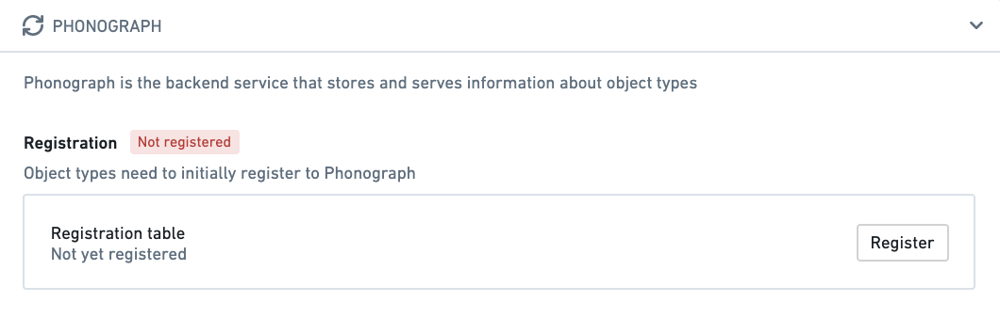 PHONOGRAPH
Phonograph is the backend service that stores and serves information about object types
Registration Not registered
Object types need to initially register to Phonograph
Registration table
Not yet registered
Register